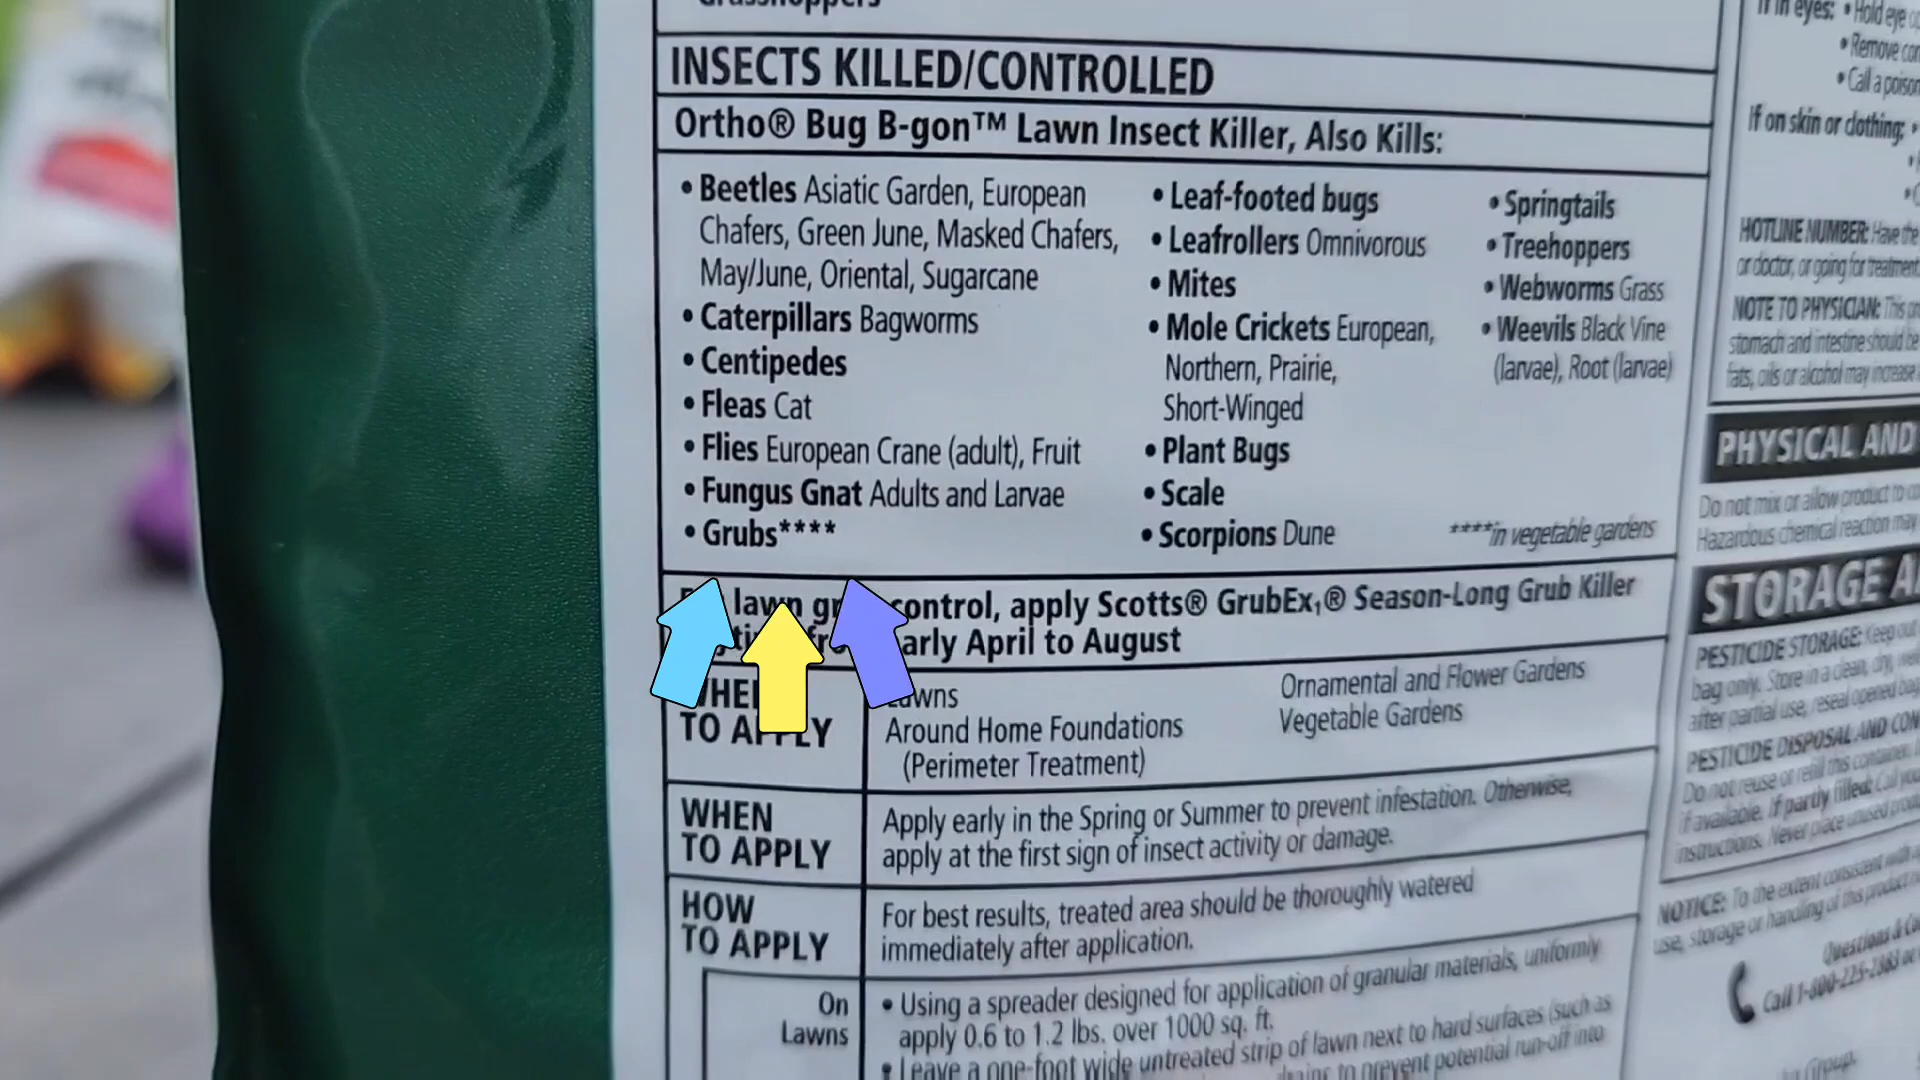 Grasshoppers
INSECTS KILLED/CONTROLLED
Ortho® Bug B-gon™ Lawn Insect Killer, Also Kills:
• Beetles Asiatic Garden, European
Chafers, Green June, Masked Chafers,
May/June, Oriental, Sugarcane
• Caterpillars Bagworms
• Centipedes
• Fleas Cat
• Flies European Crane (adult), Fruit
• Fungus Gnat Adults and Larvae
• Grubs****
• Leaf-footed bugs
• Leafrollers Omnivorous
• Mites
• Mole Crickets European,
Northern, Prairie,
Short-Winged
• Plant Bugs
• Scale
• Scorpions Dune
• Springtails
• Treehoppers
• Webworms Grass
• Weevils Black Vine
(larvae), Root (larvae)
****in vegetable gardens
lawn control, apply Scotts® GrubEx₁® Season-Long Grub Killer
April to August
TO APPLY
Lawns
Around Home Foundations
(Perimeter Treatment)
Ornamental and Flower Gardens
Vegetable Gardens
WHEN
TO APPLY
Apply early in the Spring or Summer to prevent infestation. Otherwise,
apply at the first sign of insect activity or damage.
HOW
TO APPLY
For best results, treated area should be thoroughly watered
immediately after application.
On
Lawns
• Using a spreader designed for application of granular materials, uniformly
apply 0.6 to 1.2 lbs. over 1000 sq. ft.
• Leave a one-foot wide untreated strip of lawn next to hard surfaces (such as
to prevent potential run-off into
If in eyes: • Hold eye
• Remove
• Call a poison
If on skin or clothing: •
HOTLINE NUMBER: Have the
or doctor, or going for treatment.
NOTE TO PHYSICIAN: This
stomach and intestine should be
fats, oils or alcohol may increase
PHYSICAL AND
Do not mix or allow product to
Hazardous chemical reaction may
STORAGE
PESTICIDE STORAGE: Keep out
bag only. Store in a clean, dry,
after partial use, reseal opened bag
PESTICIDE DISPOSAL AND
Do not reuse or refill this container.
if available. If partly filled: Call your
instructions. Never place unused
NOTICE: To the extent consistent with
use, storage or handling of this product
Questions &
Call 1-800-225-2883 or
Group.